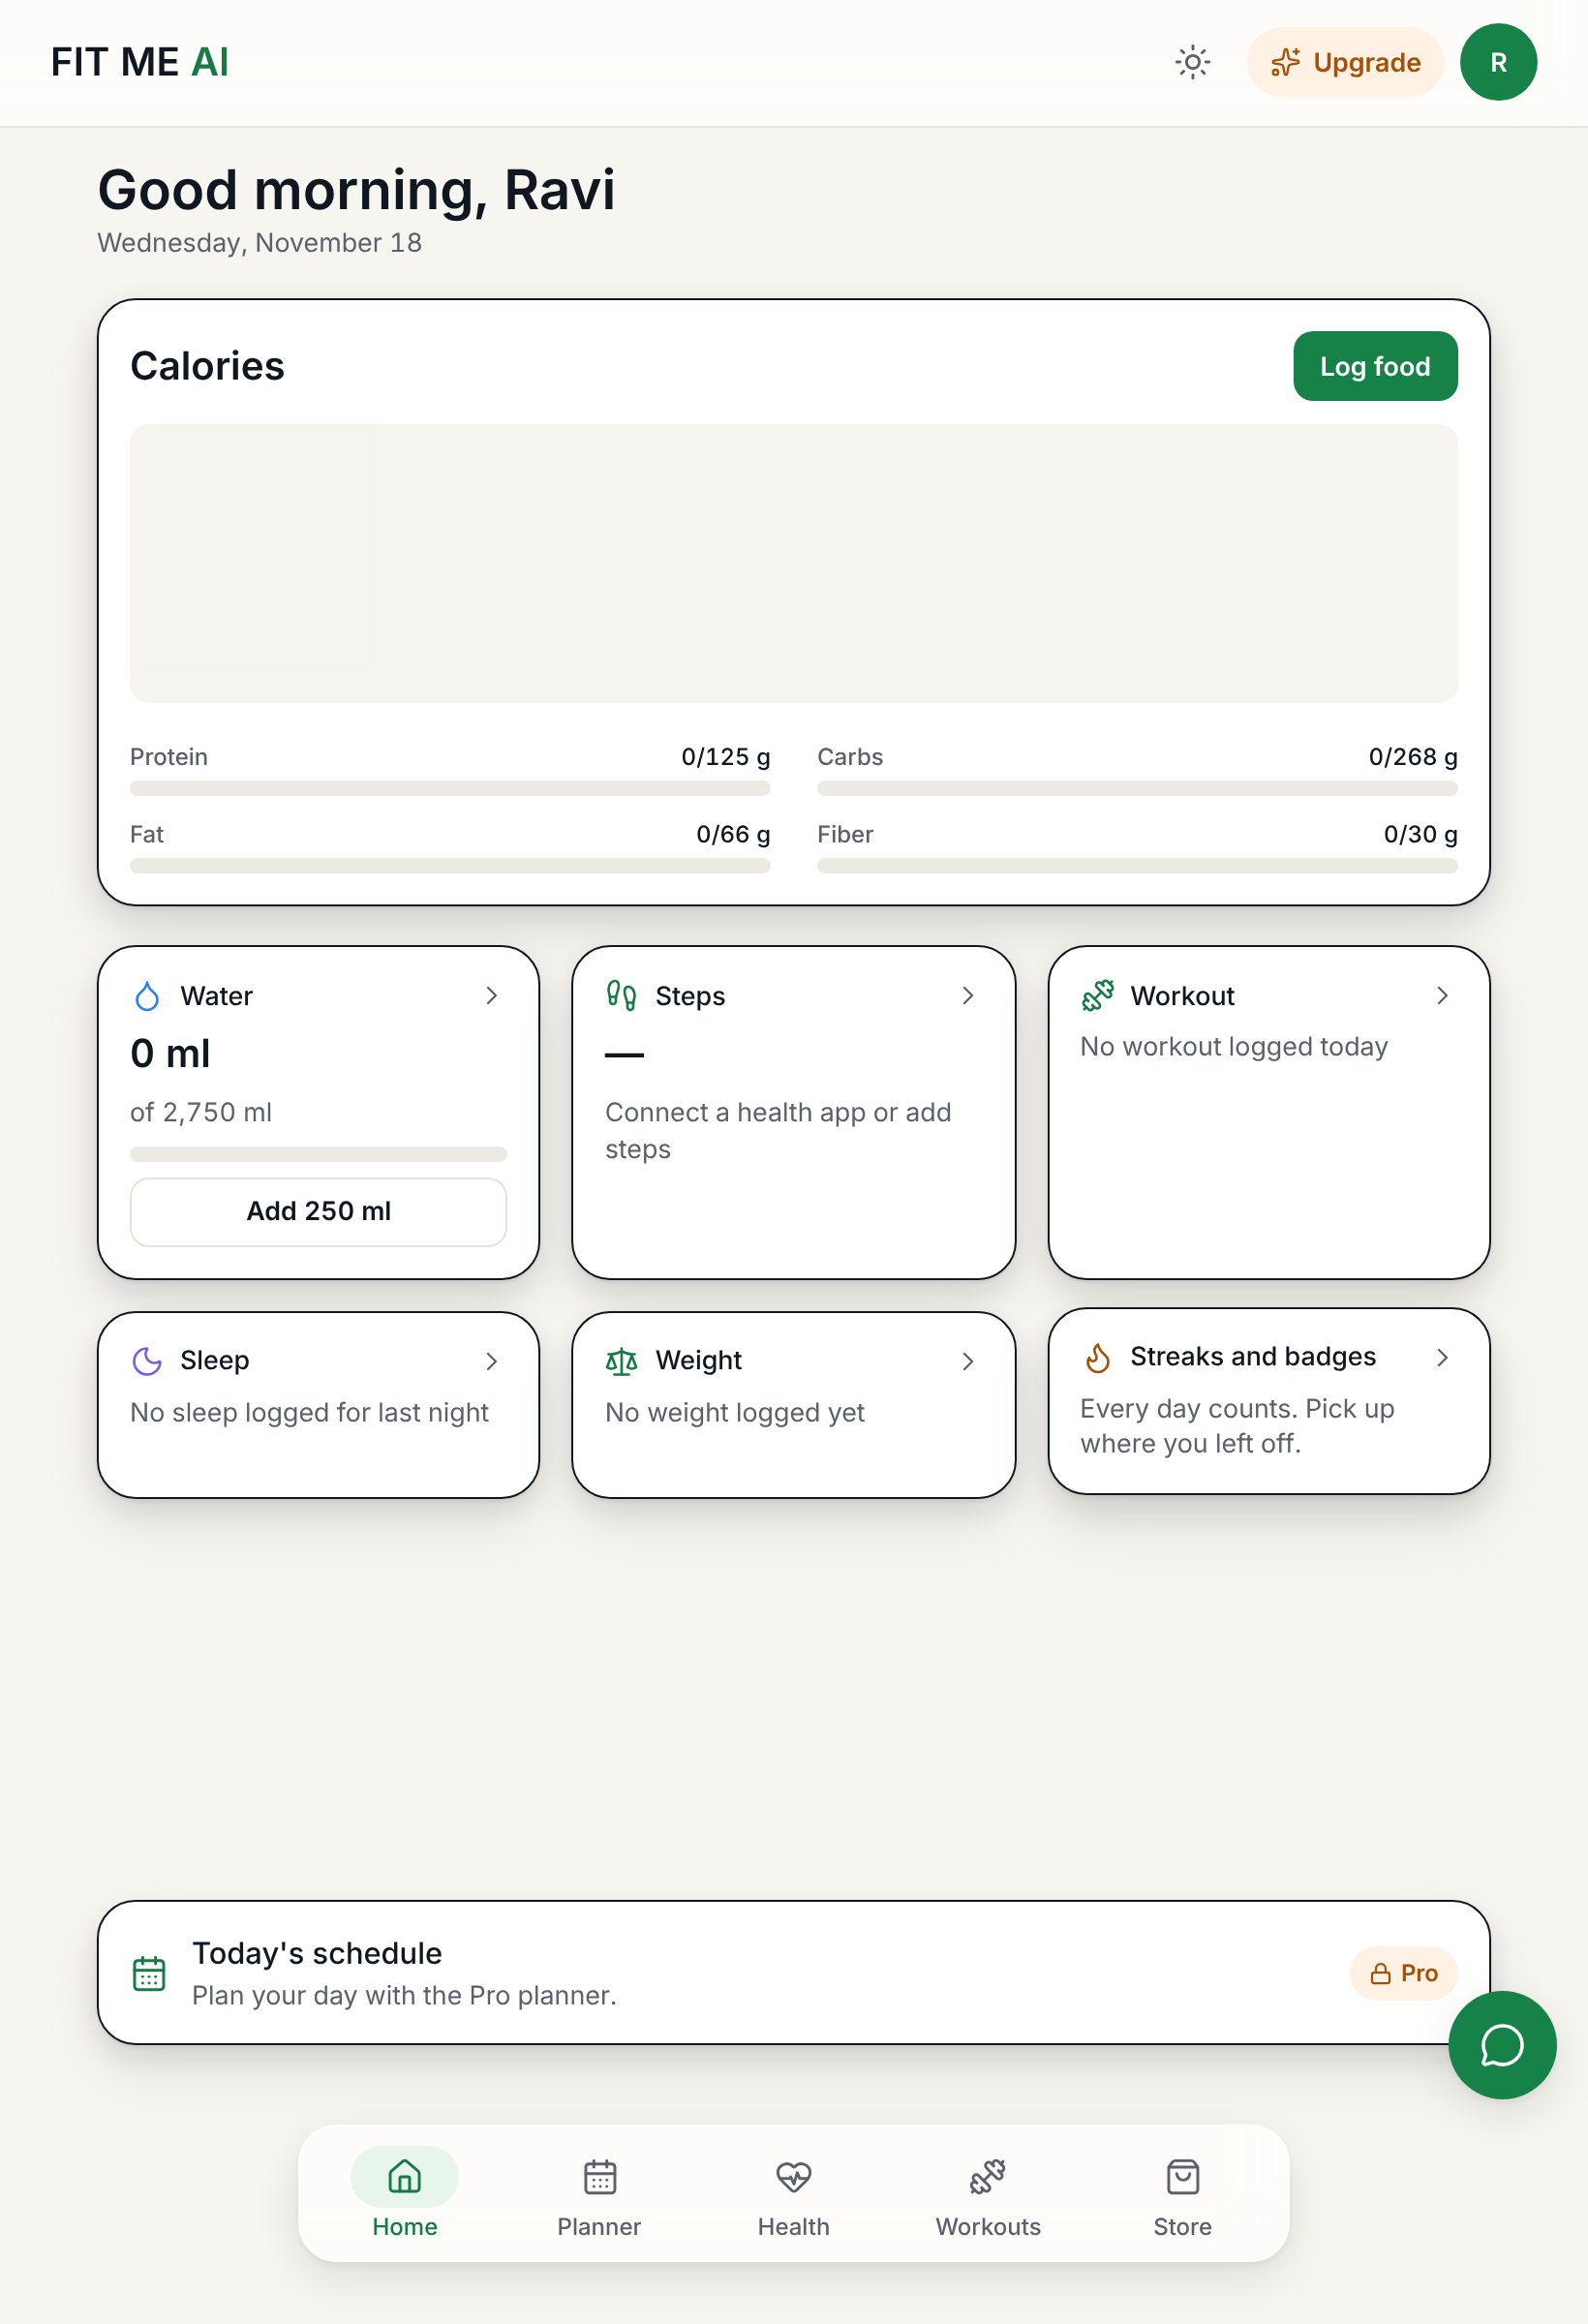 FIT ME AI
Upgrade
R
Good morning, Ravi
Wednesday, November 18
Calories
Log food
Protein 0/125 g
Carbs 0/268 g
Fat 0/66 g
Fiber 0/30 g
Water
0 ml
of 2,750 ml
Add 250 ml
Steps
—
Connect a health app or add
steps
Workout
No workout logged today
Sleep
No sleep logged for last night
Weight
No weight logged yet
Streaks and badges
Every day counts. Pick up
where you left off.
Today's schedule
Plan your day with the Pro planner.
Pro
Home
Planner
Health
Workouts
Store